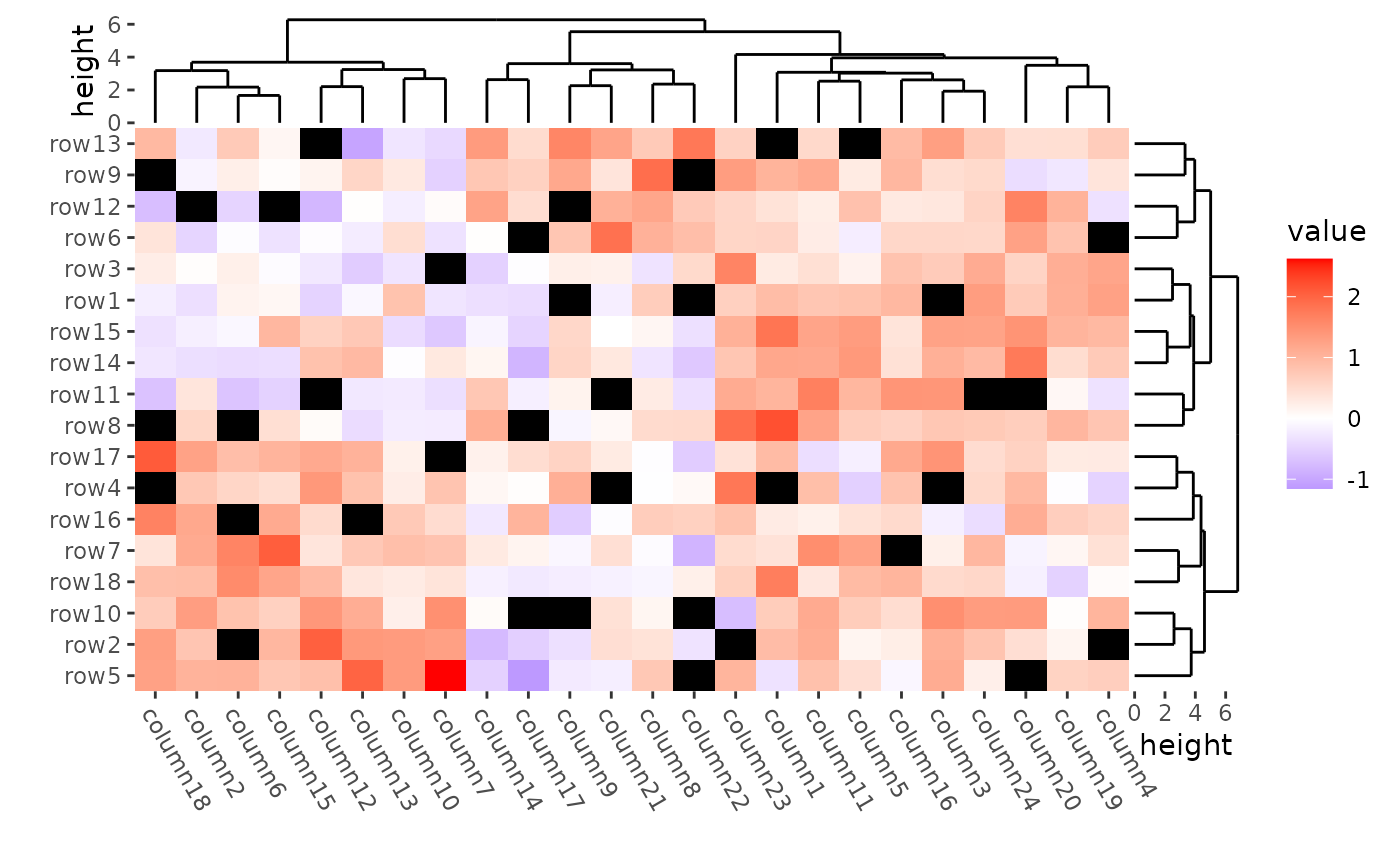 height
6
4
2
0
row13
row9
row12
row6
row3
row1
row15
row14
row11
row8
row17
row4
row16
row7
row18
row10
row2
row5
value
2
1
0
-1
column18
column2
column6
column15
column12
column13
column10
column7
column14
column17
column9
column21
column8
column22
column23
column1
column11
column5
column16
column3
column24
column20
column19
column4
0 2 4 6
height